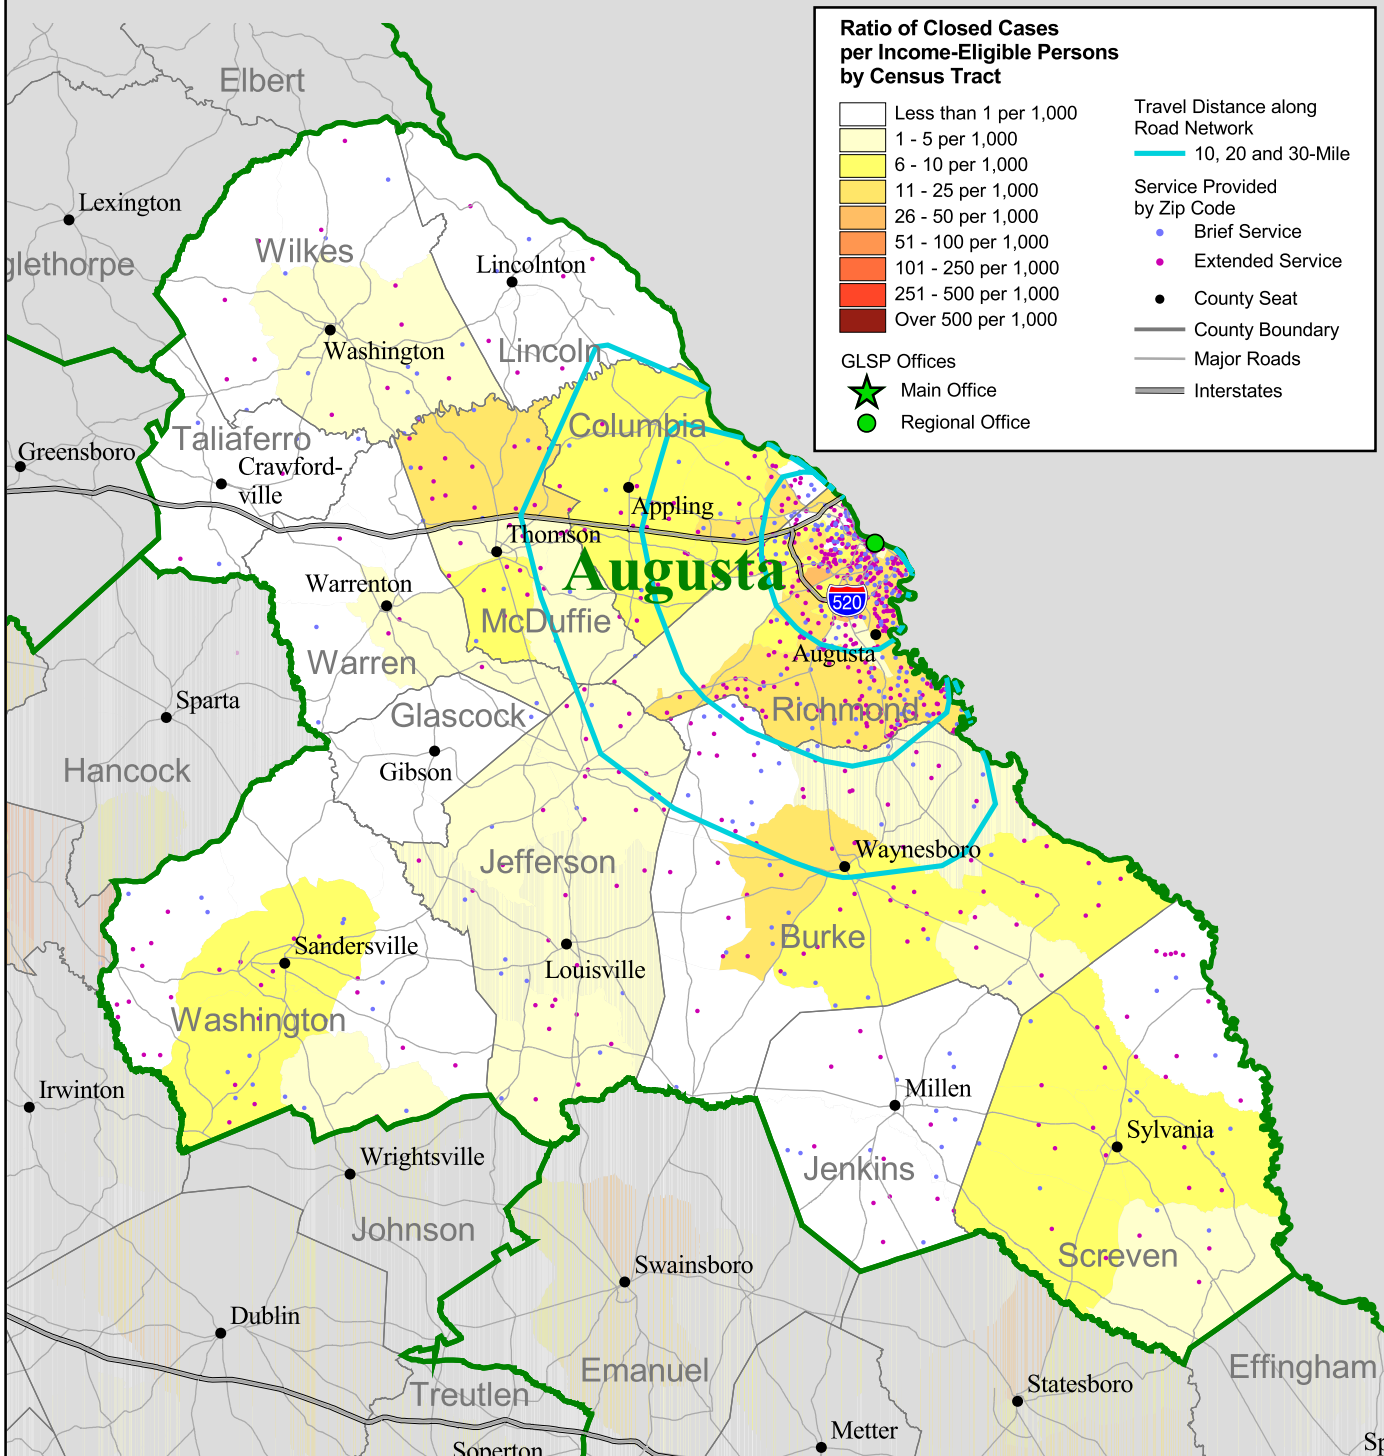 Ratio of Closed Cases
per Income-Eligible Persons
by Census Tract
Less than 1 per 1,000
1 - 5 per 1,000
6 - 10 per 1,000
11 - 25 per 1,000
26 - 50 per 1,000
51 - 100 per 1,000
101 - 250 per 1,000
251 - 500 per 1,000
Over 500 per 1,000
GLSP Offices
Main Office
Regional Office
Travel Distance along
Road Network
10, 20 and 30-Mile
Service Provided
by Zip Code
Brief Service
Extended Service
County Seat
County Boundary
Major Roads
Interstates
Elbert
Lexington
glethorpe
Wilkes
Lincolnton
Washington
Lincoln
Columbia
Taliaferro
Greensboro
Crawford-
ville
Appling
Thomson
Augusta
Warrenton
520
McDuffie
Augusta
Warren
Sparta
Glascock
Richmond
Hancock
Gibson
Jefferson
Waynesboro
Sandersville
Burke
Louisville
Washington
Irwinton
Millen
Sylvania
Wrightsville
Jenkins
Johnson
Screven
Swainsboro
Dublin
Emanuel
Effingham
Treutlen
Statesboro
Metter
Soperton
Sp